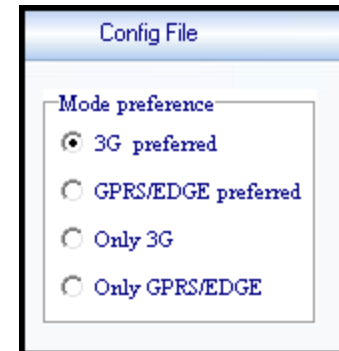 Config File
Mode preference
3G preferred
GPRS/EDGE preferred
Only 3G
Only GPRS/EDGE